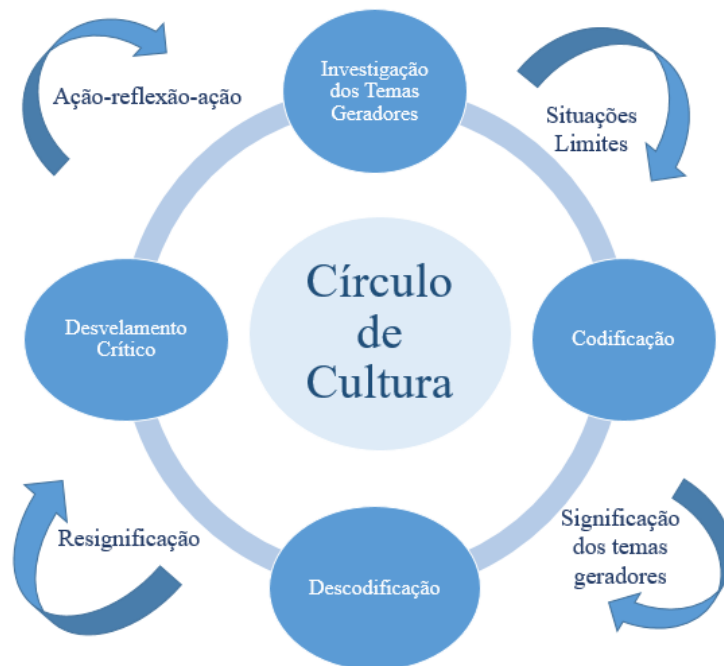 Investigação
dos Temas
Geradores
Ação-reflexão-ação
Situações
Limites
Círculo
de
Cultura
Desvelamento
Crítico
Codificação
Resignificação
Significação
dos temas
geradores
Descodificação